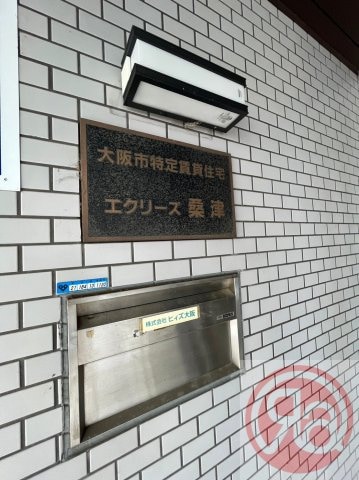 大阪市特定賃貸住宅
エクリーズ 桑津
株式会社 ヒィズ大阪